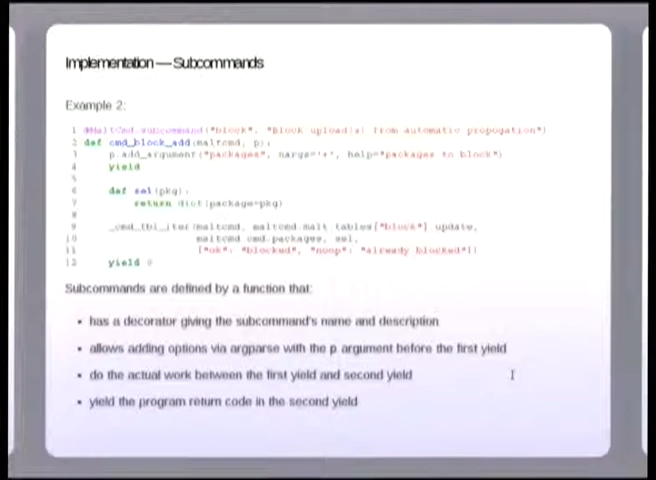 Implementation — Subcommands
Example 2:
1 @MaltCmd.subcommand("block", "Block upload(s) from automatic propogation")
2 def cmd_block_add(maltcmd, p):
3 p.add_argument("packages", nargs='+', help="packages to block")
4 yield
5
6 def sel(pkg):
7 return dict(package=pkg)
8
9 _cmd_tbl_iter(maltcmd, maltcmd.malt.tables["block"].update,
10 maltcmd.cmd.packages, sel,
11 {"ok": "blocked", "noop": "already blocked"})
12 yield 0
Subcommands are defined by a function that:
• has a decorator giving the subcommand's name and description
• allows adding options via argparse with the p argument before the first yield
• do the actual work between the first yield and second yield
• yield the program return code in the second yield